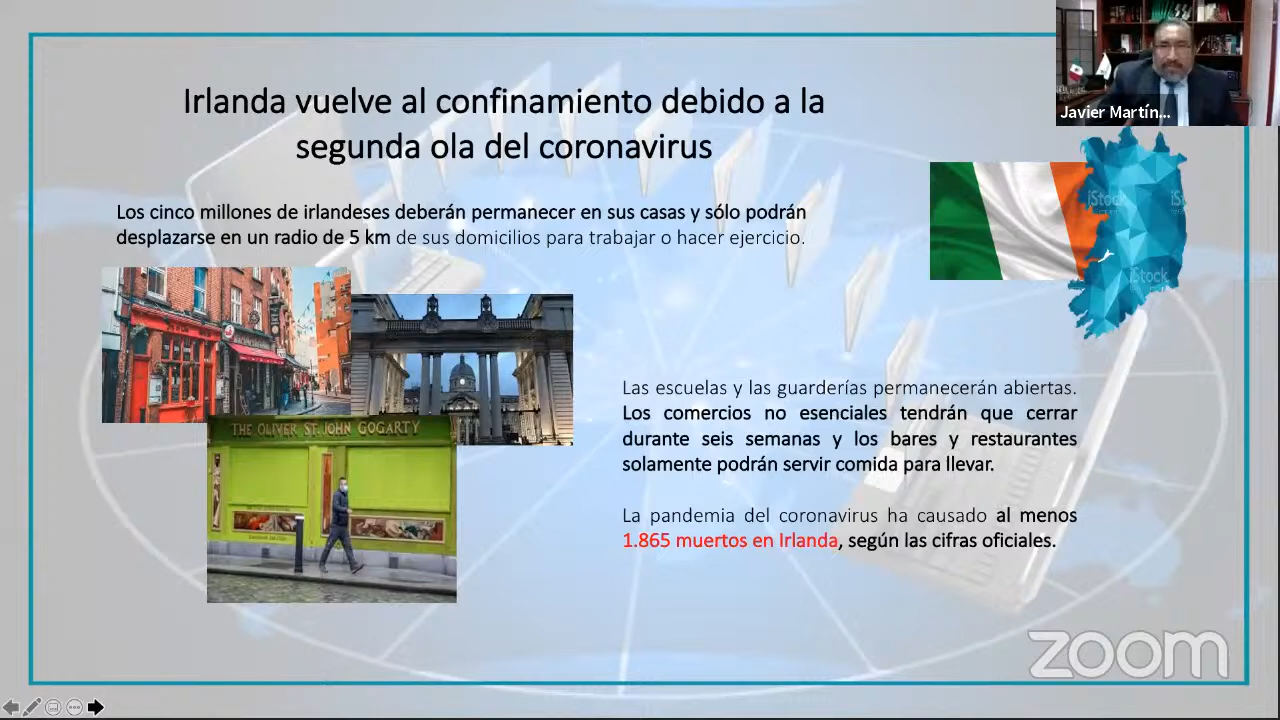 Irlanda vuelve al confinamiento debido a la
segunda ola del coronavirus
Javier Martín...
Los cinco millones de irlandeses deberán permanecer en sus casas y sólo podrán
desplazarse en un radio de 5 km de sus domicilios para trabajar o hacer ejercicio.
iStock
iStock
THE OLIVER ST. JOHN GOGARTY
Las escuelas y las guarderías permanecerán abiertas.
Los comercios no esenciales tendrán que cerrar
durante seis semanas y los bares y restaurantes
solamente podrán servir comida para llevar.
La pandemia del coronavirus ha causado al menos
1.865 muertos en Irlanda, según las cifras oficiales.
zoom